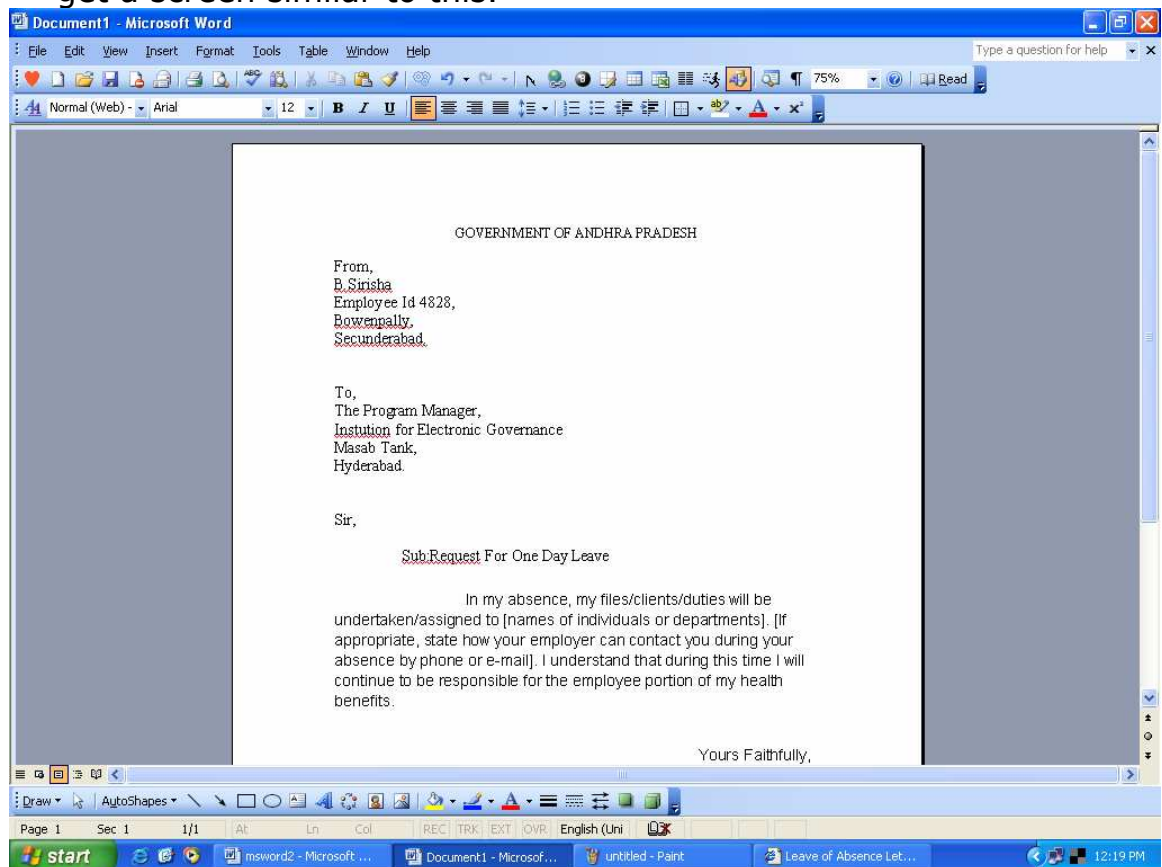 get a screen similar to this.
Document1 - Microsoft Word
File Edit View Insert Format Tools Table Window Help Type a question for help
75% Read
Normal (Web) - Arial 12 B I U
GOVERNMENT OF ANDHRA PRADESH
From,
B.Sirisha
Employee Id 4828,
Bowenpally,
Secunderabad,
To,
The Program Manager,
Instution for Electronic Governance
Masab Tank,
Hyderabad.
Sir,
Sub:Request For One Day Leave
In my absence, my files/clients/duties will be
undertaken/assigned to [names of individuals or departments]. [If
appropriate, state how your employer can contact you during your
absence by phone or e-mail]. I understand that during this time I will
continue to be responsible for the employee portion of my health
benefits.
Yours Faithfully,
Draw AutoShapes
Page 1 Sec 1 1/1 At Ln Col REC TRK EXT OVR English (Uni
start msword2 - Microsoft ... Document1 - Microsof... untitled - Paint Leave of Absence Let... 12:19 PM